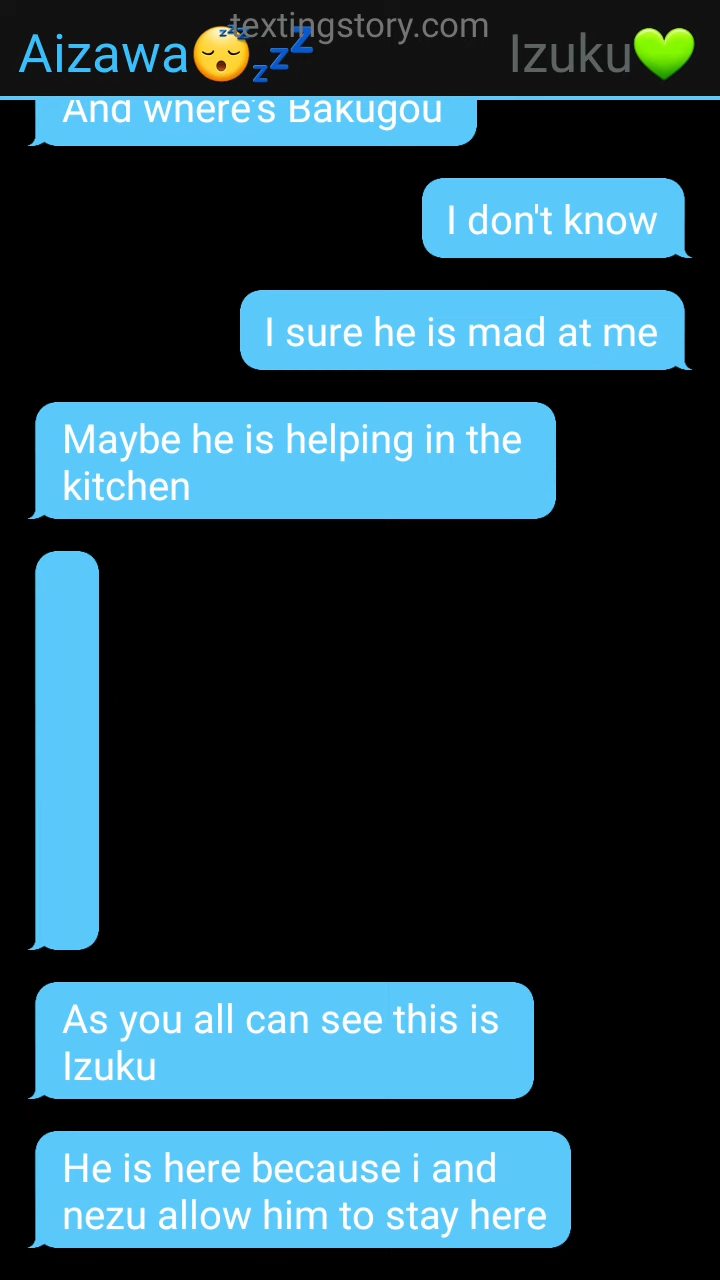 textingstory.com
Aizawa😴💤 Izuku💚
And where's Bakugou
I don't know
I sure he is mad at me
Maybe he is helping in the
kitchen
As you all can see this is
Izuku
He is here because i and
nezu allow him to stay here